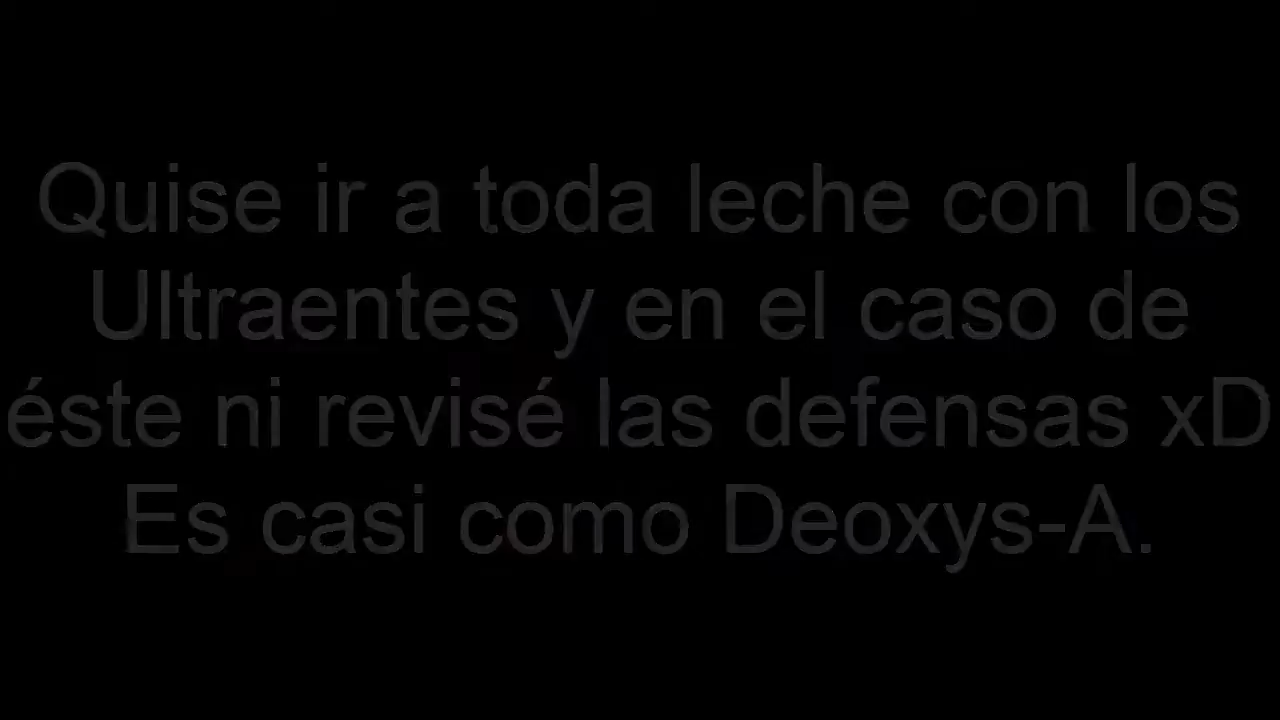 Quise ir a toda leche con los
Ultraentes y en el caso de
éste ni revisé las defensas xD
Es casi como Deoxys-A.